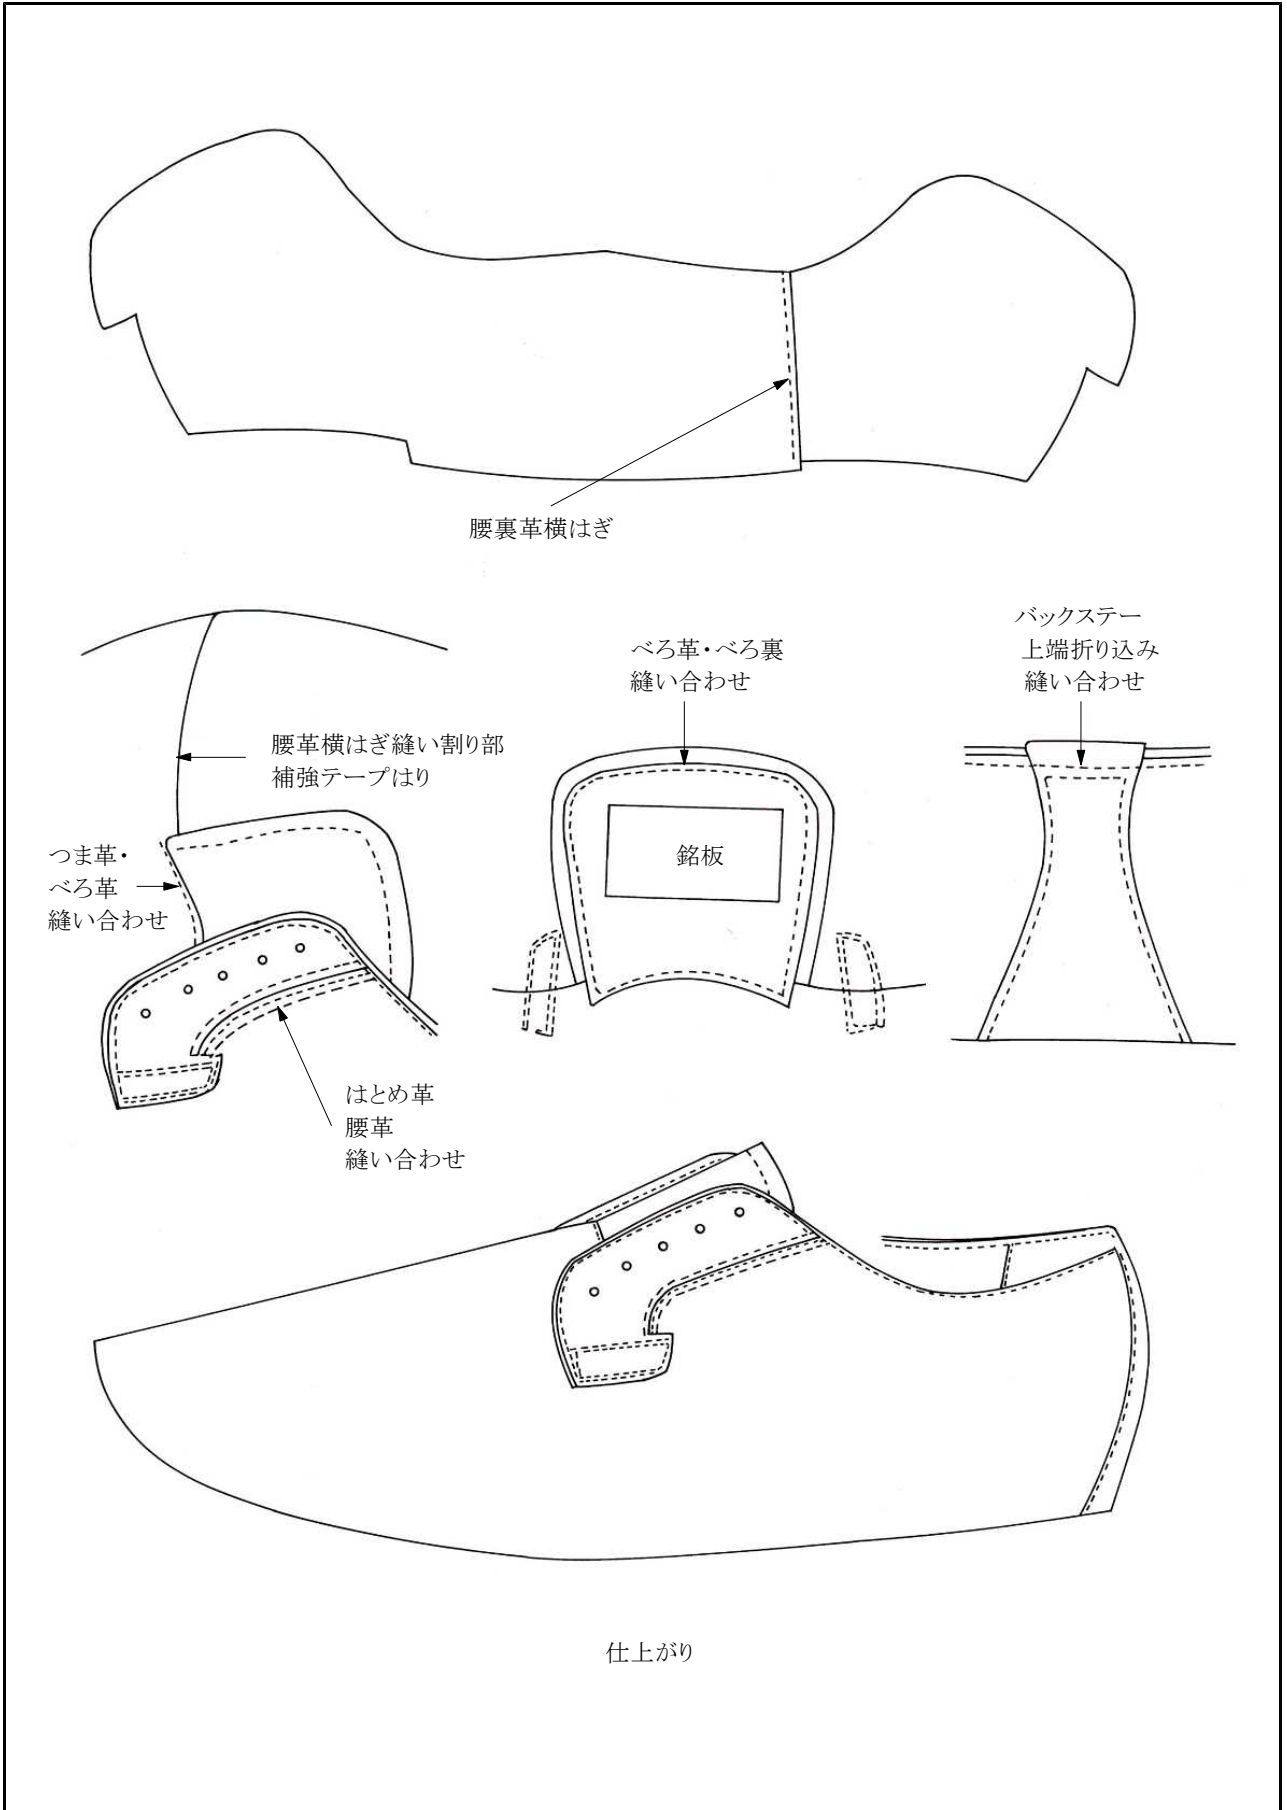 腰裏革横はぎ
バックステー
上端折り込み
縫い合わせ
べろ革・べろ裏
縫い合わせ
腰革横はぎ縫い割り部
補強テープはり
つま革・
べろ革
縫い合わせ
銘板
はとめ革
腰革
縫い合わせ
仕上がり